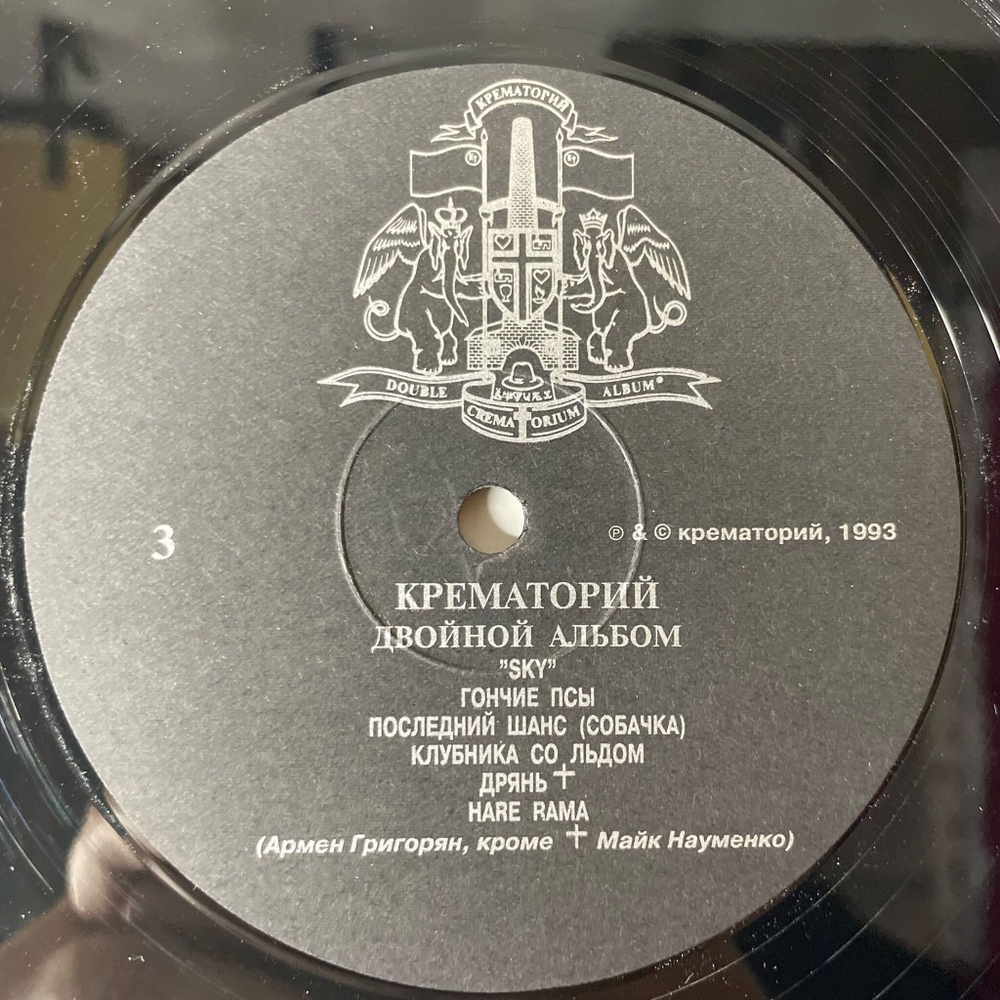 КРЕМАТОРИЙ
DOUBLE ALBUM®
CREMATORIUM
3
℗ & © крематорий, 1993
КРЕМАТОРИЙ
ДВОЙНОЙ АЛЬБОМ
"SKY"
ГОНЧИЕ ПСЫ
ПОСЛЕДНИЙ ШАНС (СОБАЧКА)
КЛУБНИКА СО ЛЬДОМ
ДРЯНЬ †
HARE RAMA
(Армен Григорян, кроме † Майк Науменко)